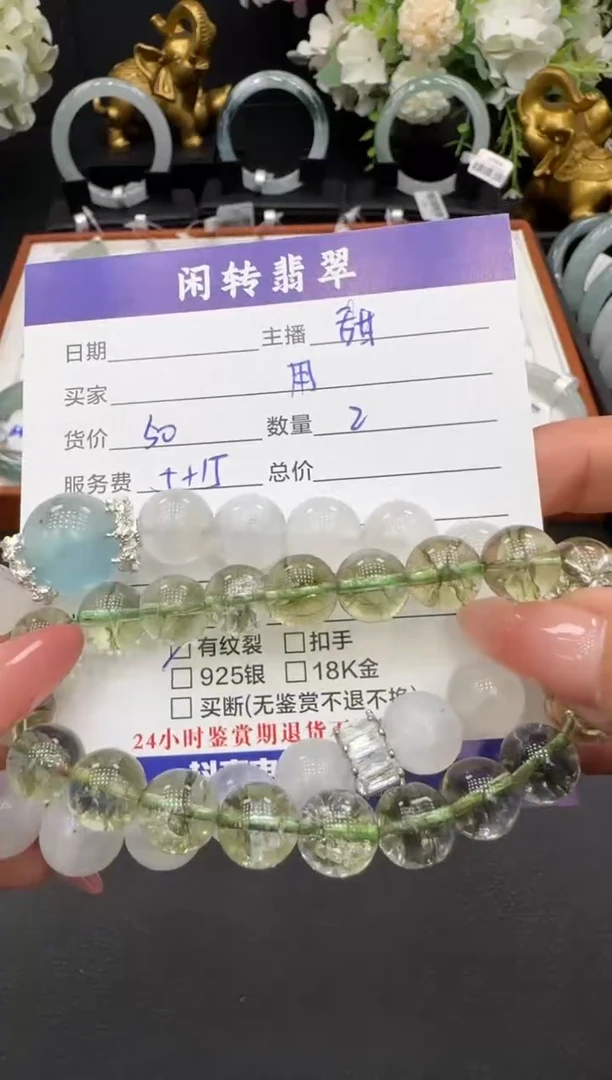 闲转翡翠
日期 主播 甜
买家 用
货价 50 数量 2
服务费 总价
有纹裂 扣手
925银 18K金
买断(无鉴赏不退不换)
24小时鉴赏期退货